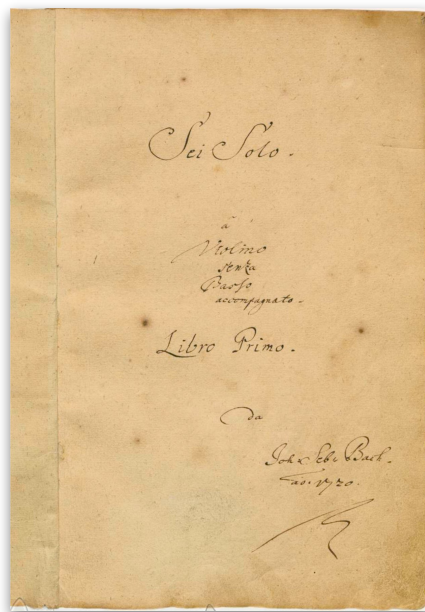 Sei Solo.
â
Violino
senza
Basso
accompagnato.
Libro Primo.
da
Joh: Seb: Bach.
ao. 1720.